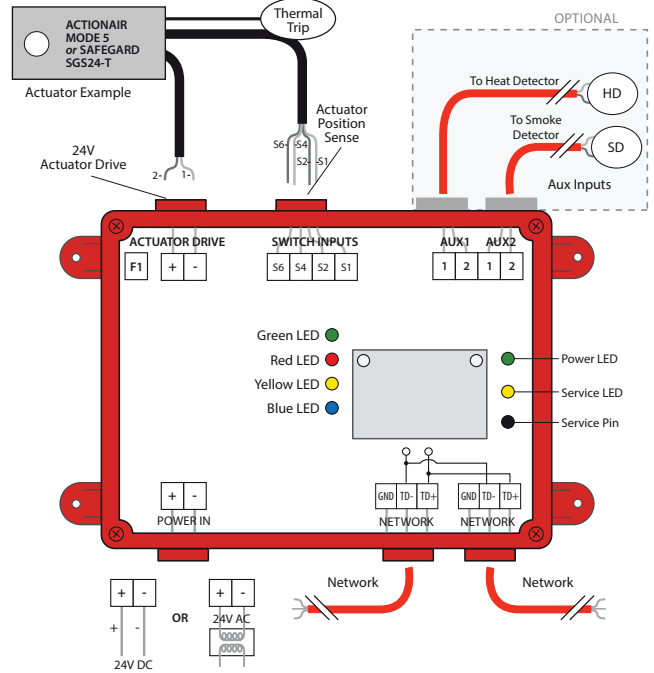 ACTIONAIR
MODE 5
or SAFEGARD
SGS24-T
Actuator Example
Thermal
Trip
OPTIONAL
To Heat Detector
HD
To Smoke
Detector
SD
Aux Inputs
Actuator
Position
Sense
S6-
-S4
S2-
-S1
24V
Actuator Drive
2-
1-
ACTUATOR DRIVE
SWITCH INPUTS
AUX1
AUX2
F1
+
-
S6
S4
S2
S1
1
2
1
2
Green LED
Red LED
Yellow LED
Blue LED
Power LED
Service LED
Service Pin
+
-
POWER IN
GND
TD-
TD+
GND
TD-
TD+
NETWORK
NETWORK
Network
Network
+
-
+
-
24V DC
OR
+
-
24V AC